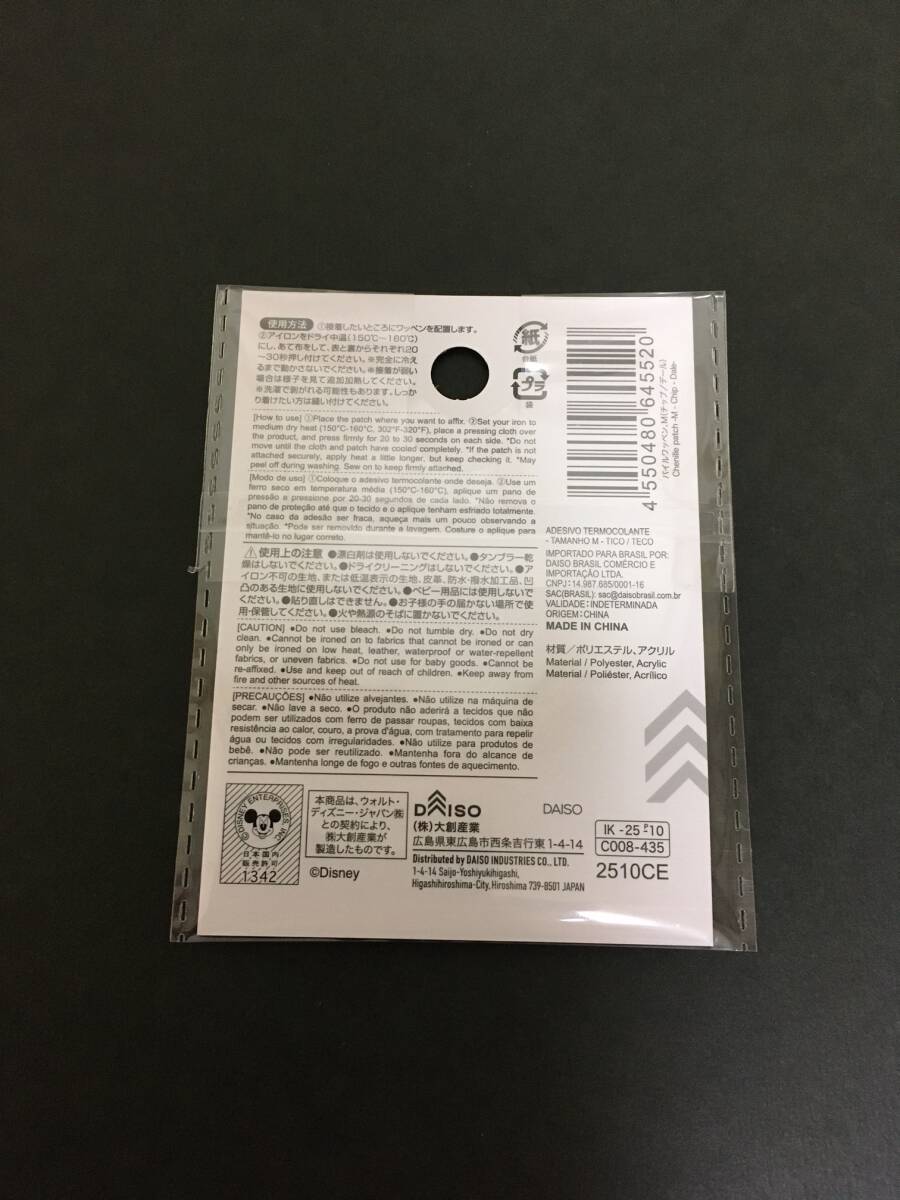 使用方法 ①接着したいところにワッペンを配置します。
②アイロンをドライ中温(150℃～160℃)
にし、あて布をして、表と裏からそれぞれ20
～30秒押し付けてください。※完全に冷え
るまで動かさないでください。※接着が弱い
場合は様子を見て追加加熱してください。
※洗濯で剥がれる可能性もあります。しっか
り着けたい方は縫い付けてください。
紙
台紙
プラ
袋
[How to use] ①Place the patch where you want to affix. ②Set your iron to
medium dry heat (150°C-160°C, 302°F-320°F), place a pressing cloth over
the product, and press firmly for 20 to 30 seconds on each side. *Do not
move until the cloth and patch have cooled completely. *If the patch is not
attached securely, apply heat a little longer, but keep checking it. *May
peel off during washing. Sew on to keep firmly attached.
[Modo de uso] ①Coloque o adesivo termocolante onde deseja. ②Use um
ferro seco em temperatura média (150°C-160°C), aplique um pano de
pressão e pressione por 20-30 segundos de cada lado. *Não remova o
pano de proteção até que o tecido e o aplique tenham esfriado totalmente.
*No caso da adesão ser fraca, aqueça mais um pouco observando a
situação. *Pode ser removido durante a lavagem. Costure o aplique para
mantê-lo no lugar correto.
⚠使用上の注意 ●漂白剤は使用しないでください。●タンブラー乾
燥はしないでください。●ドライクリーニングはしないでください。●ア
イロン不可の生地、または低温表示の生地、皮革、防水・撥水加工品、凹
凸のある生地に使用しないでください。●ベビー用品には使用しないで
ください。●貼り直しはできません。●お子様の手の届かない場所で使
用・保管してください。●火や熱源のそばに置かないでください。
[CAUTION] ●Do not use bleach. ●Do not tumble dry. ●Do not dry
clean. ●Cannot be ironed on to fabrics that cannot be ironed or can
only be ironed on low heat, leather, waterproof or water-repellent
fabrics, or uneven fabrics. ●Do not use for baby goods. ●Cannot be
re-affixed. ●Use and keep out of reach of children. ●Keep away from
fire and other sources of heat.
[PRECAUÇÕES] ●Não utilize alvejantes. ●Não utilize na máquina de
secar. ●Não lave a seco. ●O produto não aderirá a tecidos que não
podem ser utilizados com ferro de passar roupas, tecidos com baixa
resistência ao calor, couro, a prova d'água, com tratamento para repelir
água ou tecidos com irregularidades. ●Não utilize para produtos de
bebê. ●Não pode ser reutilizado. ●Mantenha fora do alcance de
crianças. ●Mantenha longe de fogo e outras fontes de aquecimento.
4 550480 645520
パイルワッペン、M(チップ/デール)
Chenille patch -M - Chip - Dale-
ADESIVO TERMOCOLANTE
- TAMANHO M - TICO / TECO
IMPORTADO PARA BRASIL POR:
DAISO BRASIL COMÉRCIO E
IMPORTAÇÃO LTDA.
CNPJ: 14.987.685/0001-16
SAC(BRASIL): sac@daisobrasil.com.br
VALIDADE: INDETERMINADA
ORIGEM: CHINA
MADE IN CHINA
材質／ポリエステル、アクリル
Material / Polyester, Acrylic
Material / Poliéster, Acrílico
©DISNEY ENTERPRISES, INC.
日本国内
販売許可
1342
本商品は、ウォルト・
ディズニー・ジャパン㈱
との契約により、
㈱大創産業が
製造したものです。
©Disney
DAISO
(株)大創産業
広島県東広島市西条吉行東1-4-14
Distributed by DAISO INDUSTRIES CO., LTD.
1-4-14 Saijo-Yoshiyukihigashi,
Higashihiroshima-City, Hiroshima 739-8501 JAPAN
DAISO
IK -25 P10
C008-435
2510CE